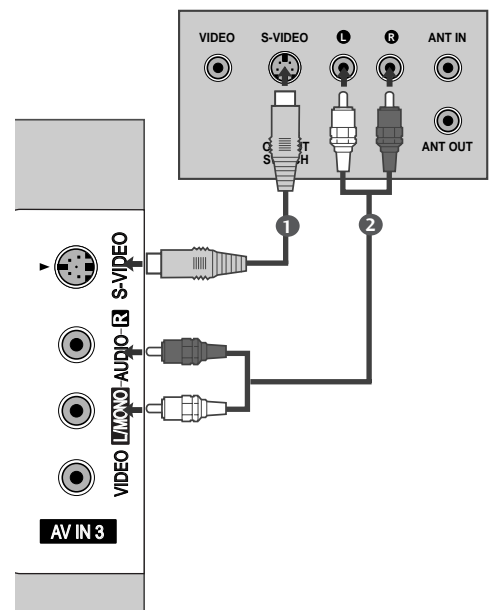 VIDEO S-VIDEO L R ANT IN
ANT OUT
1 2
S-VIDEO
AUDIO R
L/MONO
VIDEO
AV IN 3